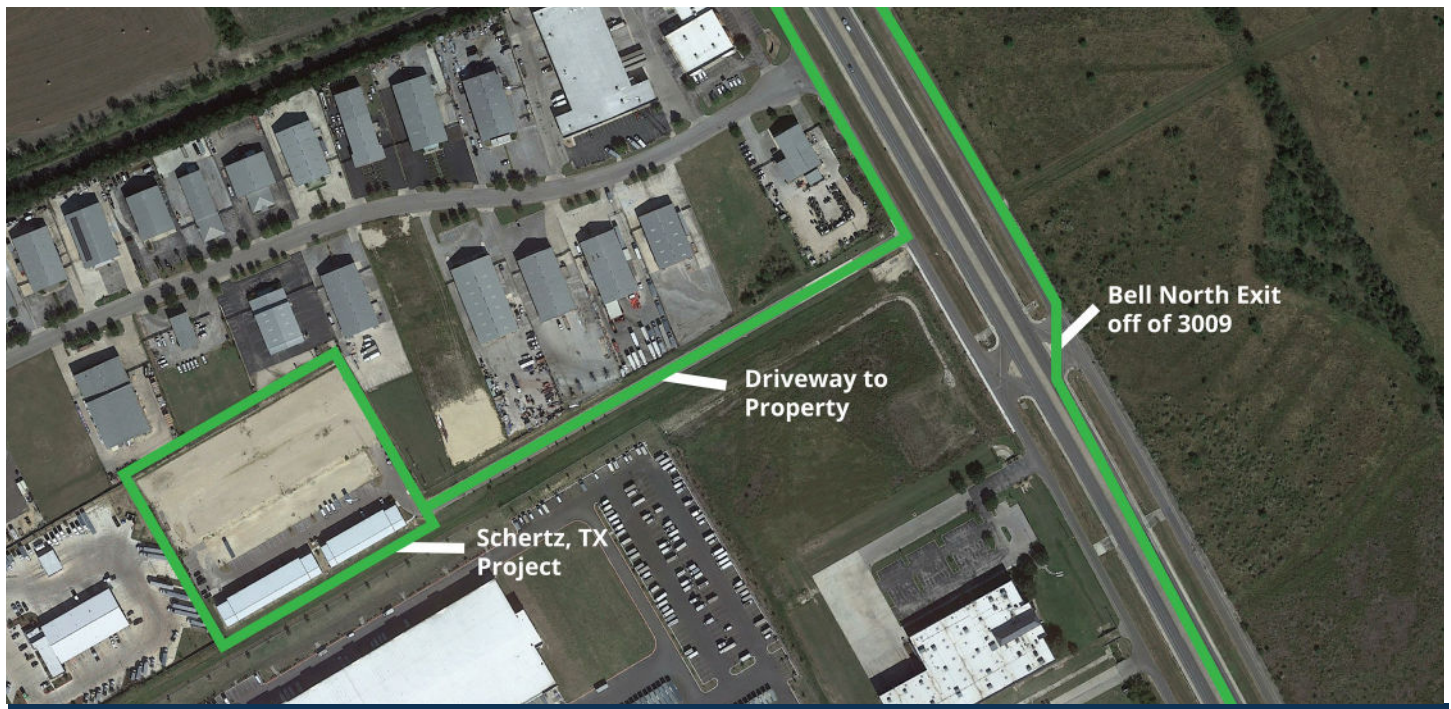 Bell North Exit
off of 3009
Driveway to
Property
Schertz, TX
Project